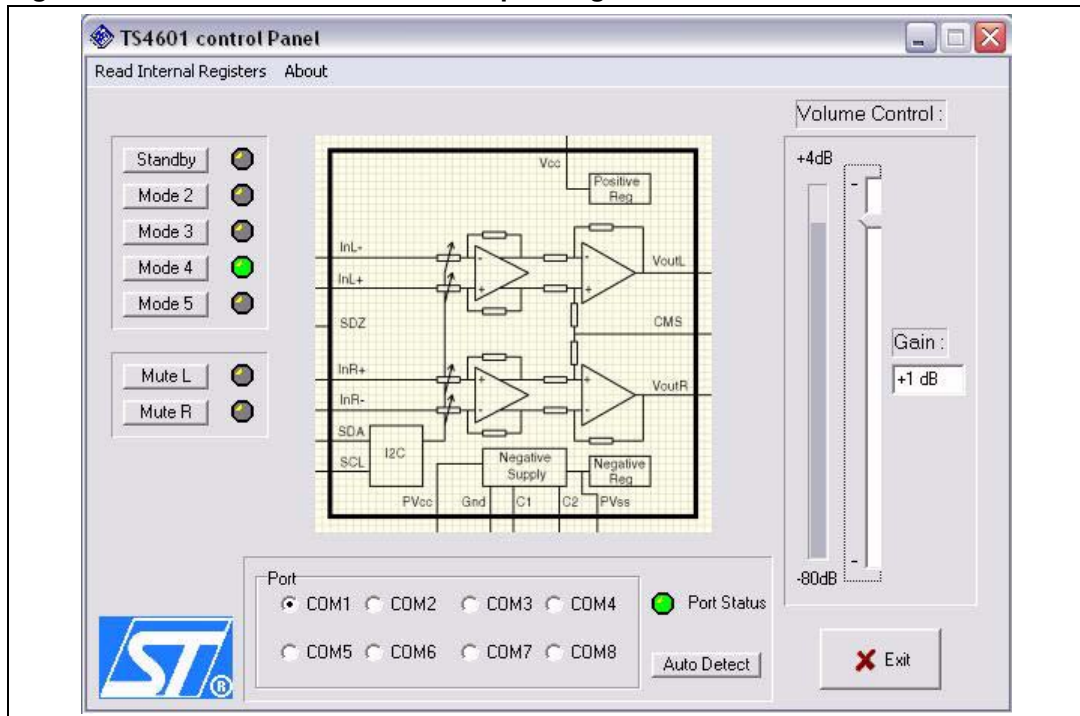 TS4601 control Panel
Read Internal Registers About
Volume Control :
Standby
Mode 2
Mode 3
Mode 4
Mode 5
Mute L
Mute R
Vcc
Positive
Reg
InL-
InL+
SDZ
InR+
InR-
SDA
SCL
I2C
VoutL
CMS
VoutR
Negative
Supply
Negative
Reg
PVcc Gnd C1 C2 PVss
- + + -
- + + -
+4dB
-80dB
Gain :
+1 dB
Port
COM1 COM2 COM3 COM4
COM5 COM6 COM7 COM8
Port Status
Auto Detect
Exit
ST®